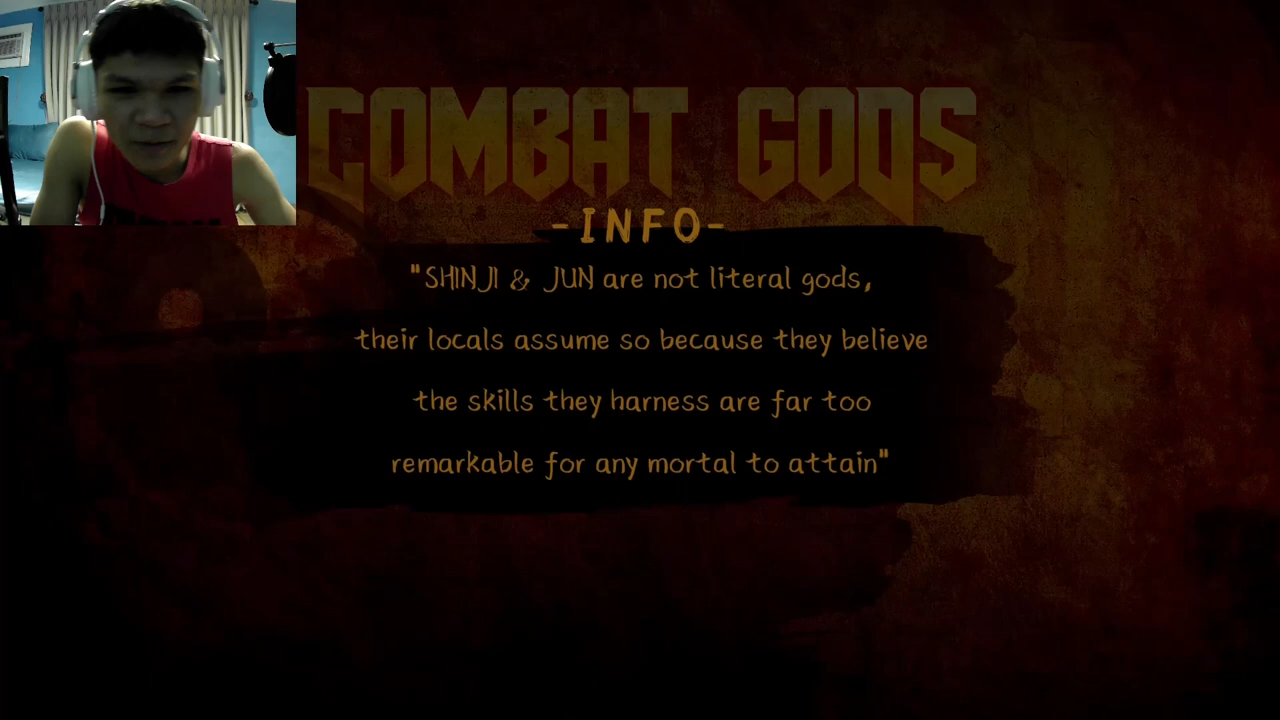 COMBAT GODS
-INFO-
"SHINJI & JUN are not literal gods,
their locals assume so because they believe
the skills they harness are far too
remarkable for any mortal to attain"